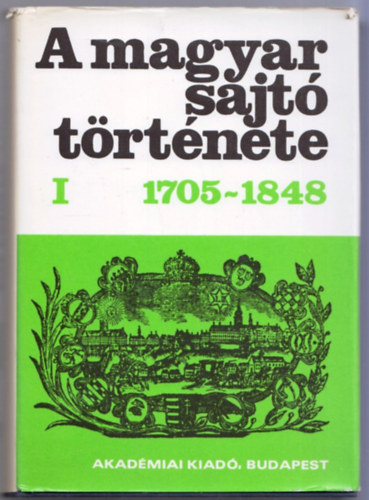 A magyar
sajtó
története
I 1705-1848
AKADÉMIAI KIADÓ, BUDAPEST